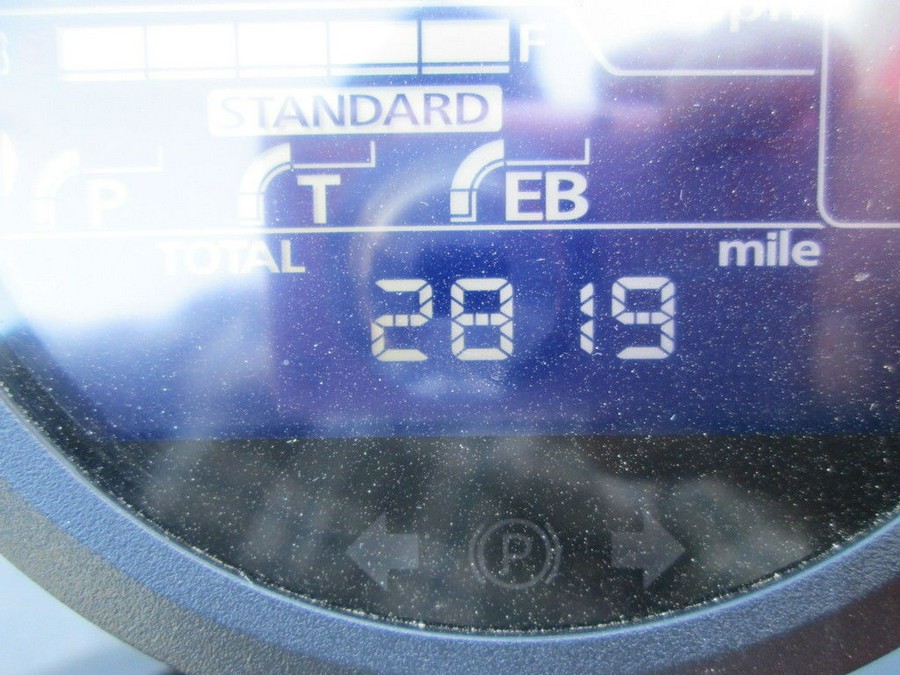 F
STANDARD
P T EB
TOTAL mile
2819
P